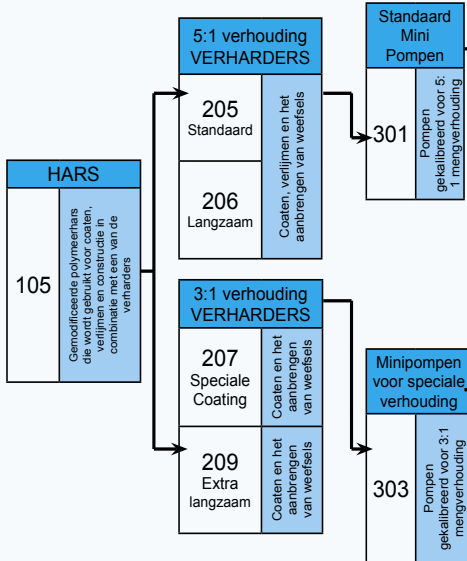 HARS
105
Gemodificeerde polymeerhars
die wordt gebruikt voor coaten,
verlijmen en constructie in
combinatie met een van de
verharders
5:1 verhouding
VERHARDERS
205
Standaard
206
Langzaam
Coaten, verlijmen en het
aanbrengen van weefsels
3:1 verhouding
VERHARDERS
207
Speciale
Coating
Coaten en het
aanbrengen
van weefsels
209
Extra
langzaam
Coaten en het
aanbrengen
van weefsels
Standaard
Mini
Pompen
301
Pompen
gekalibreerd voor 5:
1 mengverhouding
Minipompen
voor speciale
verhouding
303
Pompen
gekalibreerd voor 3:1
mengverhouding